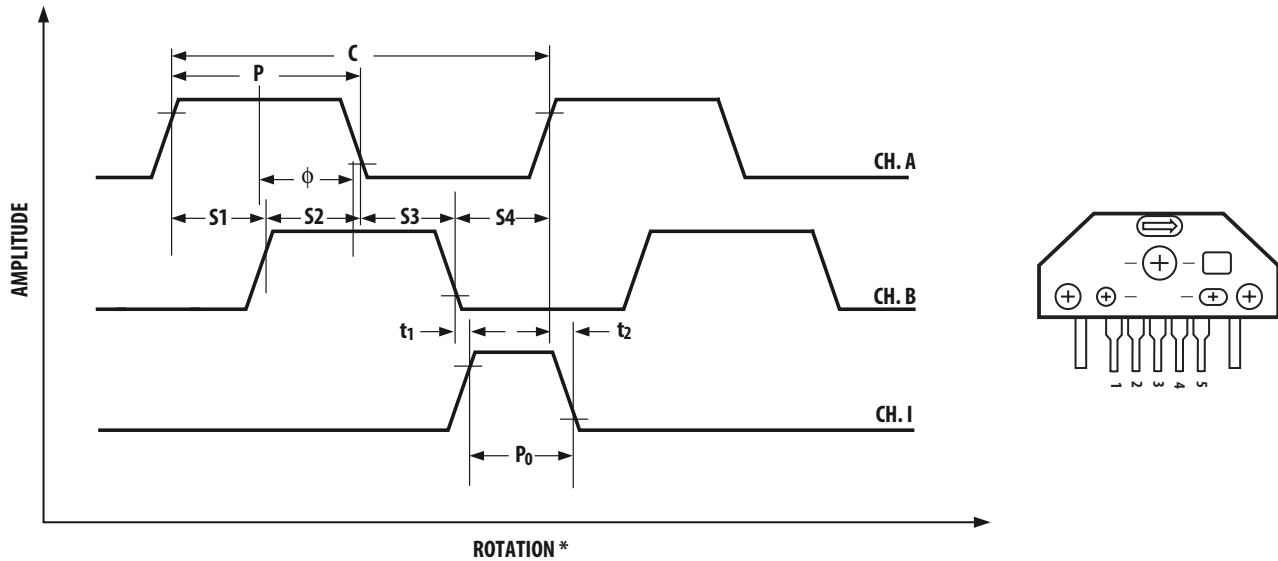 C
P
CH. A
ϕ
S1 S2 S3 S4
AMPLITUDE
CH. B
t1 t2
CH. I
P0
ROTATION *
1 2 3 4 5